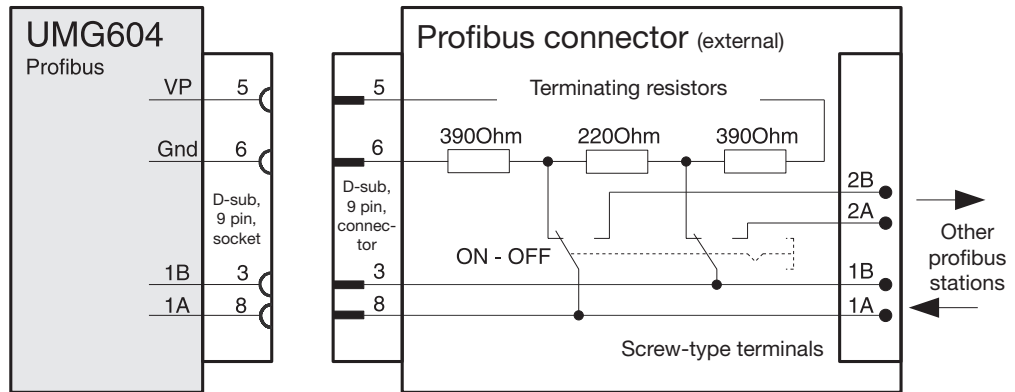 UMG604
Profibus
VP 5
Gnd 6
D-sub,
9 pin,
socket
1B 3
1A 8
Profibus connector (external)
5 Terminating resistors
6 390Ohm 220Ohm 390Ohm
D-sub,
9 pin,
connec-
tor
ON - OFF
3
8
2B
2A
1B
1A
Screw-type terminals
Other
profibus
stations